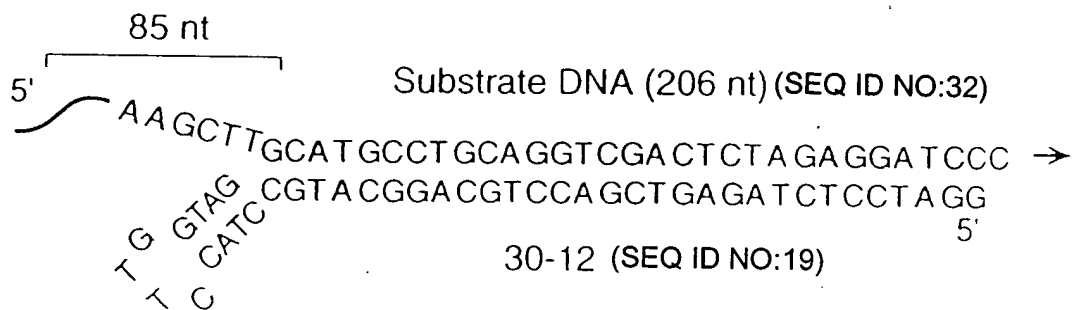 85 nt
5'
Substrate DNA (206 nt) (SEQ ID NO:32)
AAGCTTGCATGCCTGCAGGTCGACTCTAGAGGATCCC →
CGTACGGACGTCCAGCTGAGATCTCCTAGG
GTAG
CATC
G
T
T
C
5'
30-12 (SEQ ID NO:19)